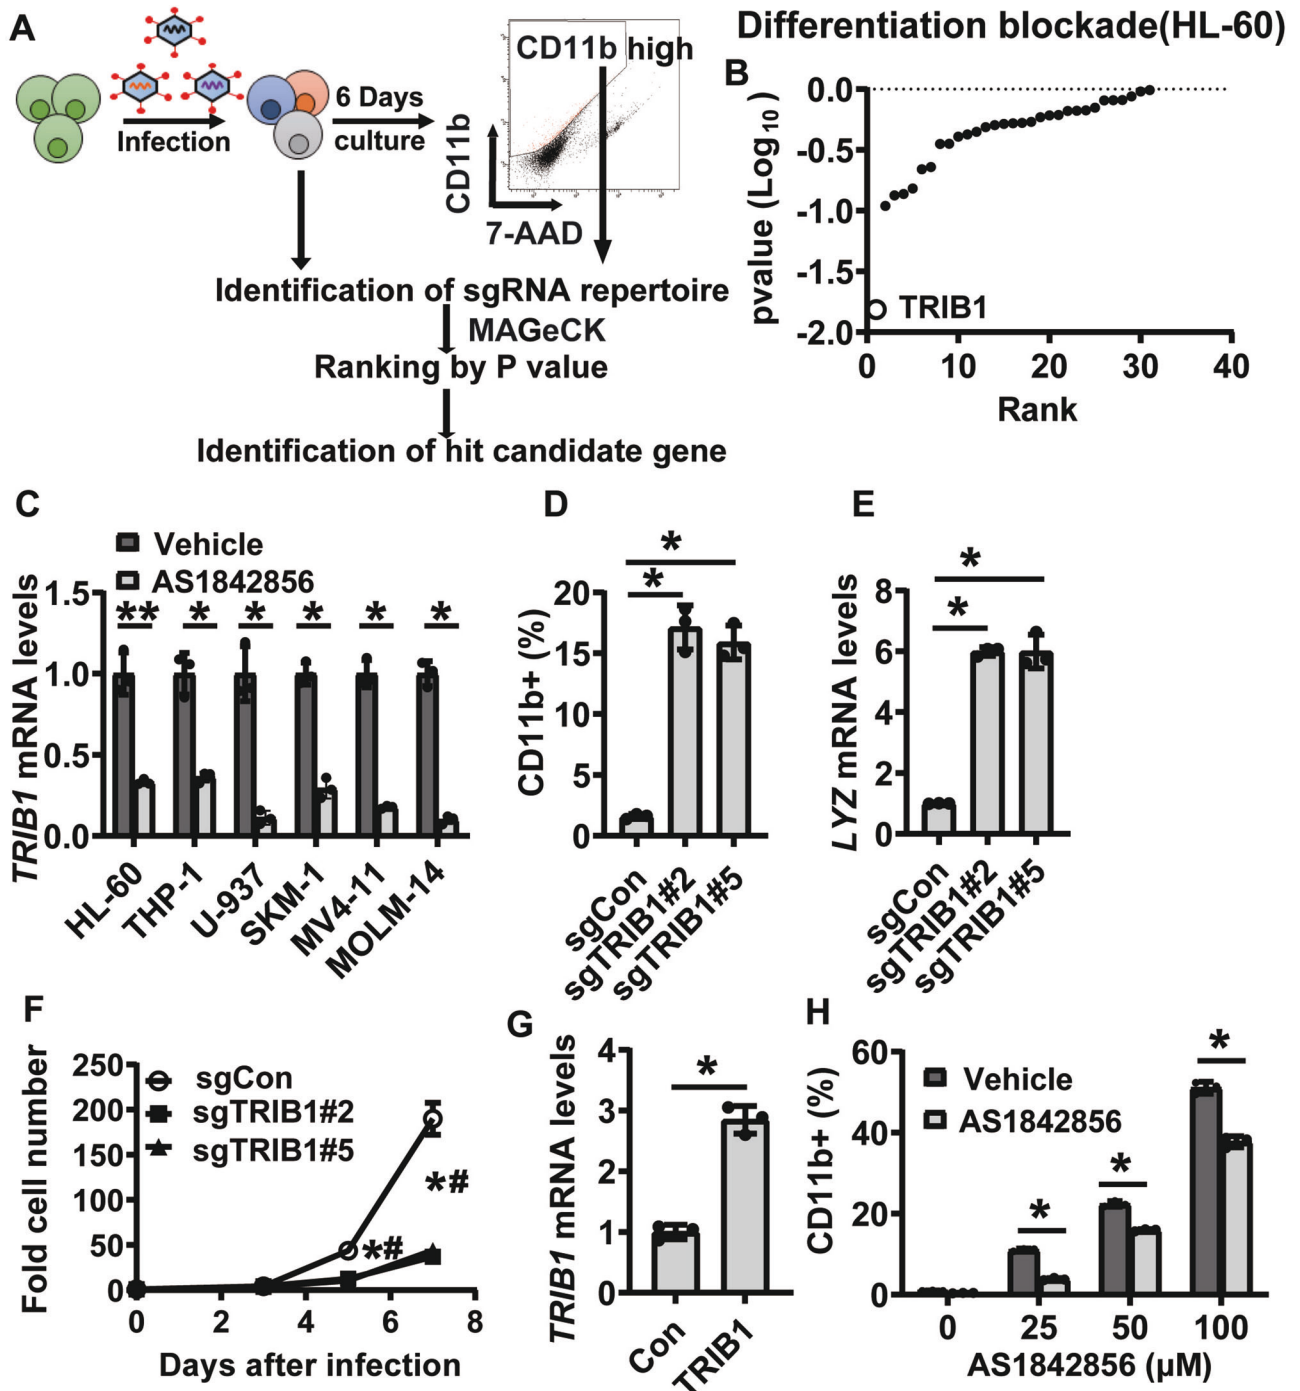 A
Infection
6 Days
culture
CD11b high
CD11b
7-AAD
Identification of sgRNA repertoire
MAGeCK
Ranking by P value
Identification of hit candidate gene
Differentiation blockade(HL-60)
B
pvalue (Log10)
0.0
-0.5
-1.0
-1.5
-2.0
TRIB1
0 10 20 30 40
Rank
C
Vehicle
AS1842856
TRIB1 mRNA levels
1.5
1.0
0.5
0.0
** * * * * *
HL-60
THP-1
U-937
SKM-1
MV4-11
MOLM-14
D
CD11b+ (%)
20
15
10
5
0
*
*
sgCon
sgTRIB1#2
sgTRIB1#5
E
LYZ mRNA levels
8
6
4
2
0
*
*
sgCon
sgTRIB1#2
sgTRIB1#5
F
Fold cell number
250
200
150
100
50
0
sgCon
sgTRIB1#2
sgTRIB1#5
*#
*#
0 2 4 6 8
Days after infection
G
TRIB1 mRNA levels
4
3
2
1
0
*
Con
TRIB1
H
CD11b+ (%)
60
40
20
0
Vehicle
AS1842856
*
*
*
0 25 50 100
AS1842856 (μM)